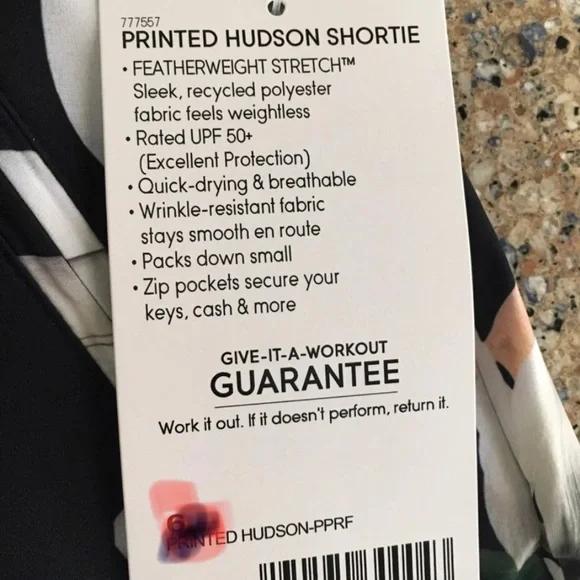 777557
PRINTED HUDSON SHORTIE
• FEATHERWEIGHT STRETCH™
Sleek, recycled polyester
fabric feels weightless
• Rated UPF 50+
(Excellent Protection)
• Quick-drying & breathable
• Wrinkle-resistant fabric
stays smooth en route
• Packs down small
• Zip pockets secure your
keys, cash & more
GIVE-IT-A-WORKOUT
GUARANTEE
Work it out. If it doesn't perform, return it.
PRINTED HUDSON-PPRF